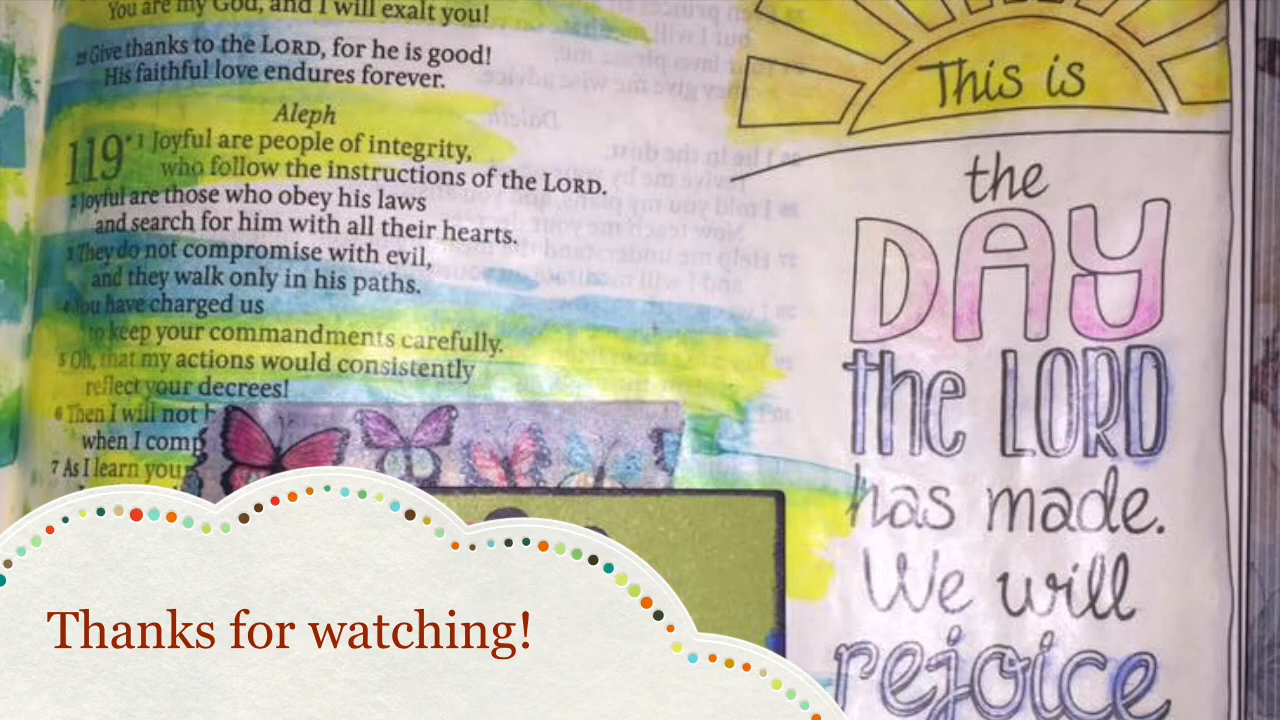 You are my God, and I will exalt you!
29 Give thanks to the LORD, for he is good!
His faithful love endures forever.
Aleph
119 * 1 Joyful are people of integrity,
who follow the instructions of the LORD.
2 Joyful are those who obey his laws
and search for him with all their hearts.
3 They do not compromise with evil,
and they walk only in his paths.
4 You have charged us
to keep your commandments carefully.
5 Oh, that my actions would consistently
reflect your decrees!
6 Then I will not
when I
7 As I learn your
This is
the
DAY
the LORD
has made.
We will
rejoice
Thanks for watching!